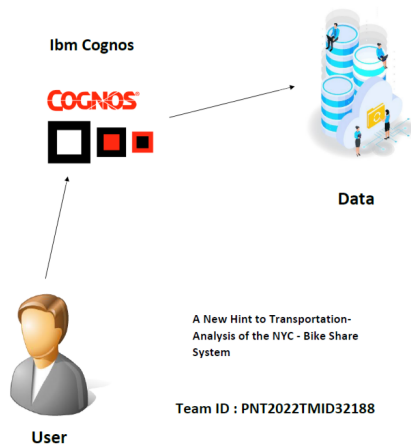 Ibm Cognos
COGNOS®
Data
A New Hint to Transportation-
Analysis of the NYC - Bike Share
System
Team ID : PNT2022TMID32188
User